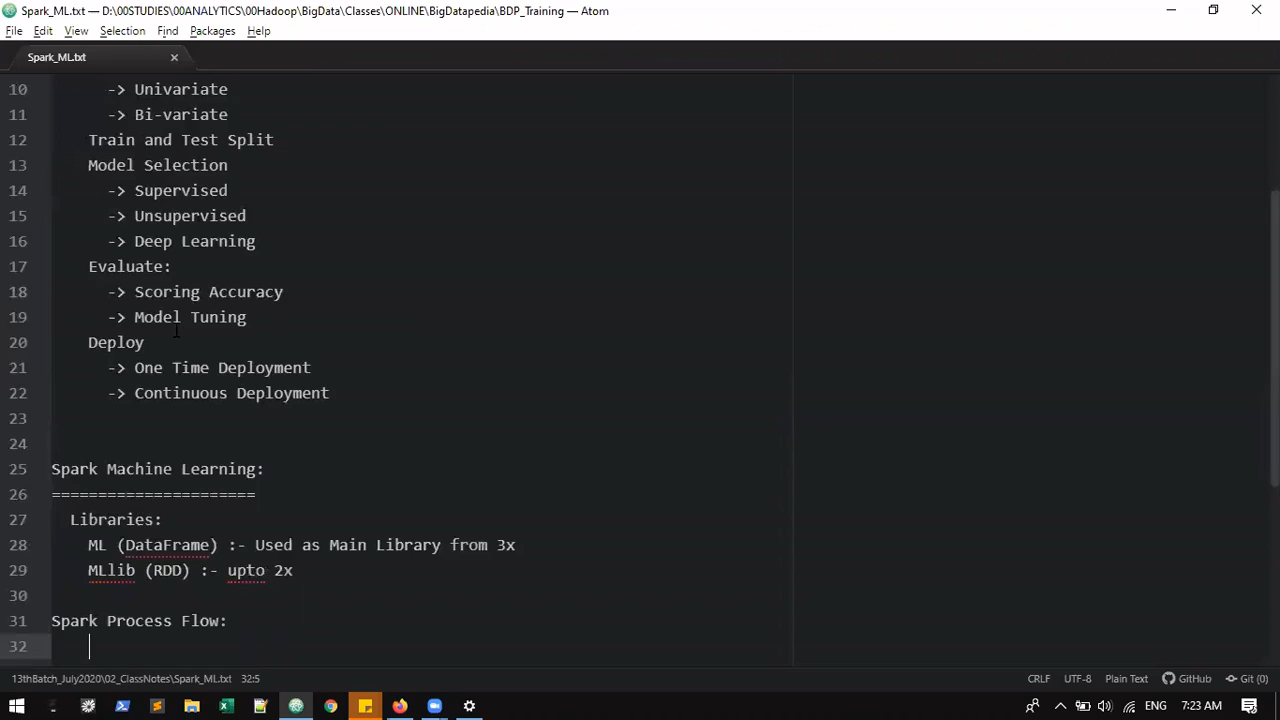 Spark_ML.txt — D:\00STUDIES\00ANALYTICS\00Hadoop\BigData\Classes\ONLINE\BigDatapedia\BDP_Training — Atom
File Edit View Selection Find Packages Help
Spark_ML.txt
10 -> Univariate
11 -> Bi-variate
12 Train and Test Split
13 Model Selection
14 -> Supervised
15 -> Unsupervised
16 -> Deep Learning
17 Evaluate:
18 -> Scoring Accuracy
19 -> Model Tuning
20 Deploy
21 -> One Time Deployment
22 -> Continuous Deployment
23
24
25 Spark Machine Learning:
26 ======================
27 Libraries:
28 ML (DataFrame) :- Used as Main Library from 3x
29 MLlib (RDD) :- upto 2x
30
31 Spark Process Flow:
32
13thBatch_July2020\02_ClassNotes\Spark_ML.txt 32:5 CRLF UTF-8 Plain Text GitHub Git (0)
ENG 7:23 AM